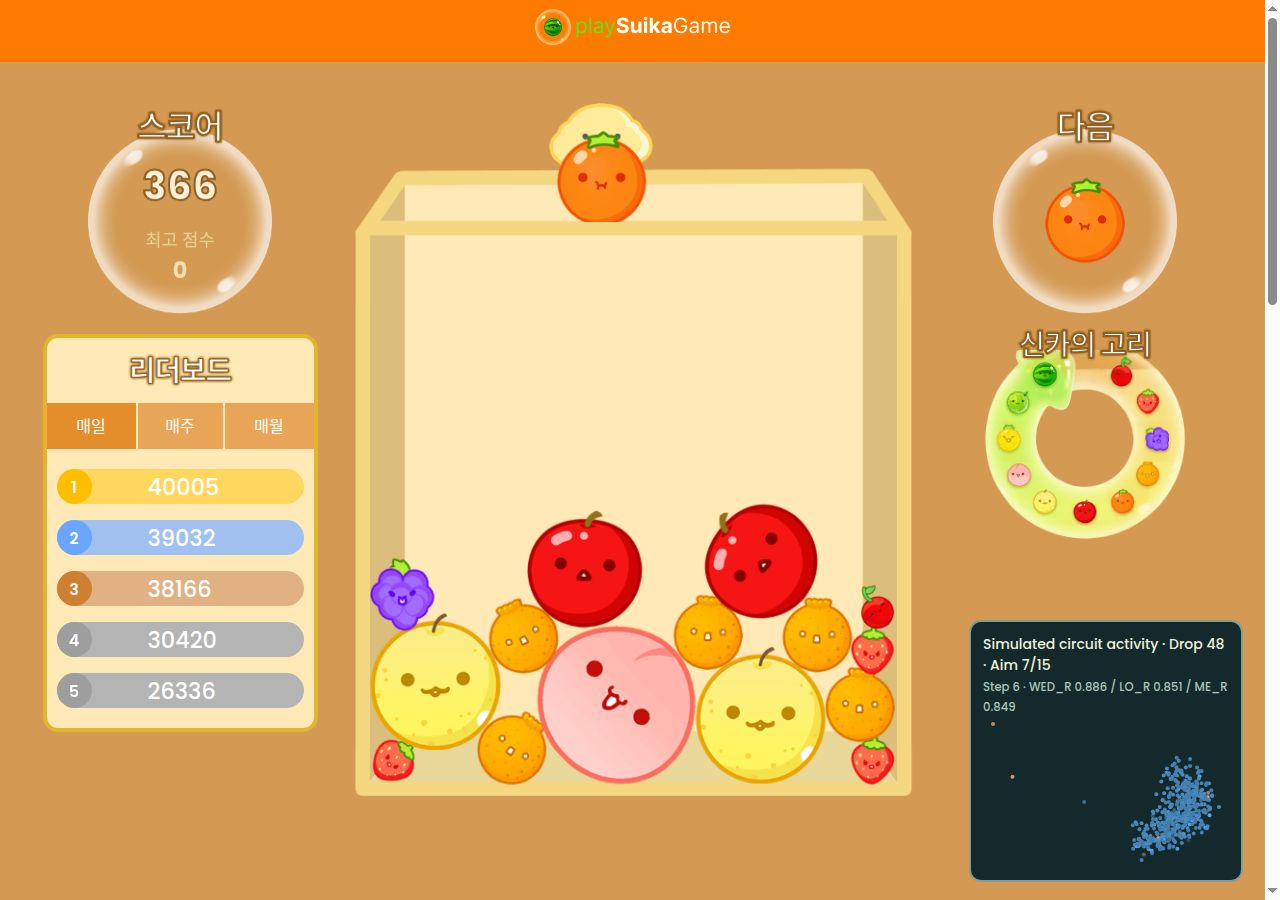 playSuikaGame
스코어
366
최고 점수
0
리더보드
매일 매주 매월
1 40005
2 39032
3 38166
4 30420
5 26336
다음
신카의 고리
Simulated circuit activity · Drop 48
· Aim 7/15
Step 6 · WED_R 0.886 / LO_R 0.851 / ME_R
0.849